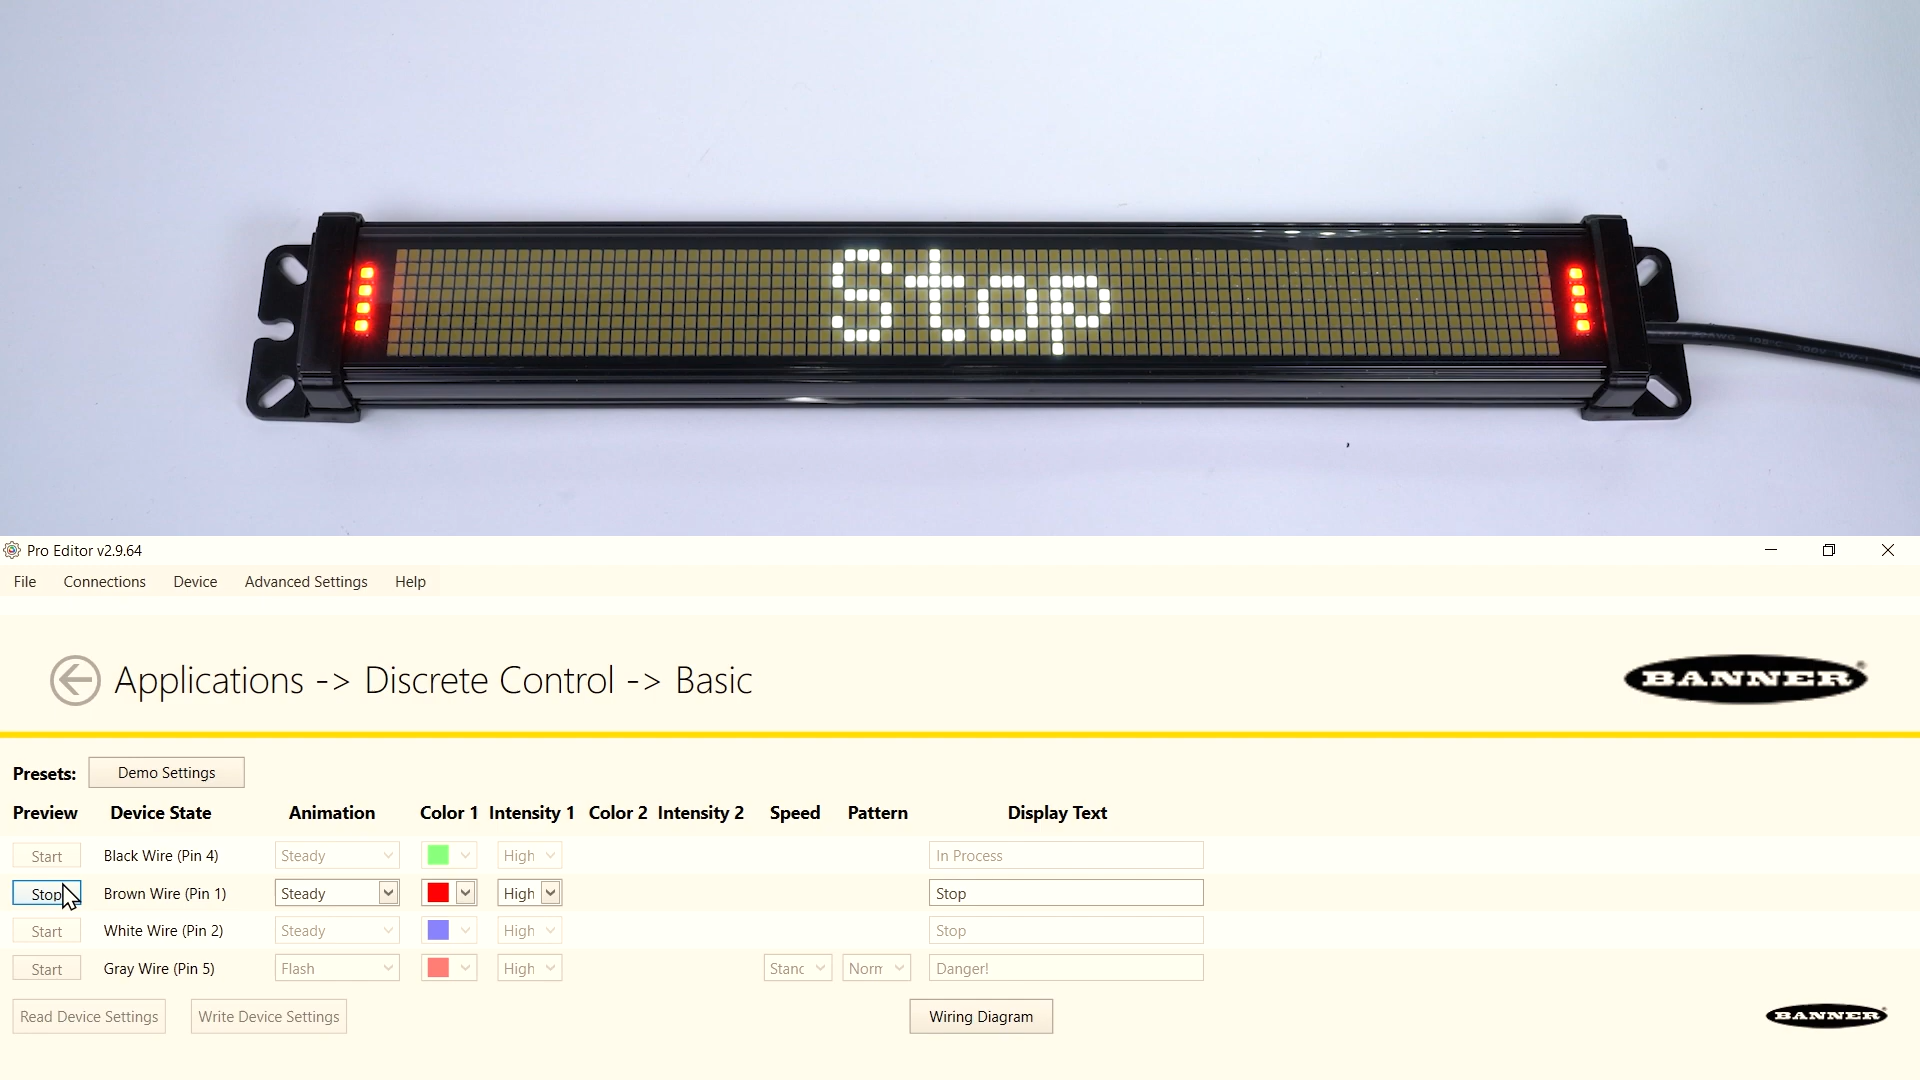 Stop
Pro Editor v2.9.64
File Connections Device Advanced Settings Help
Applications -> Discrete Control -> Basic
BANNER
Presets: Demo Settings
Preview Device State Animation Color 1 Intensity 1 Color 2 Intensity 2 Speed Pattern Display Text
Start Black Wire (Pin 4) Steady High In Process
Stop Brown Wire (Pin 1) Steady High Stop
Start White Wire (Pin 2) Steady High Stop
Start Gray Wire (Pin 5) Flash High Stand Norm Danger!
Read Device Settings Write Device Settings Wiring Diagram BANNER